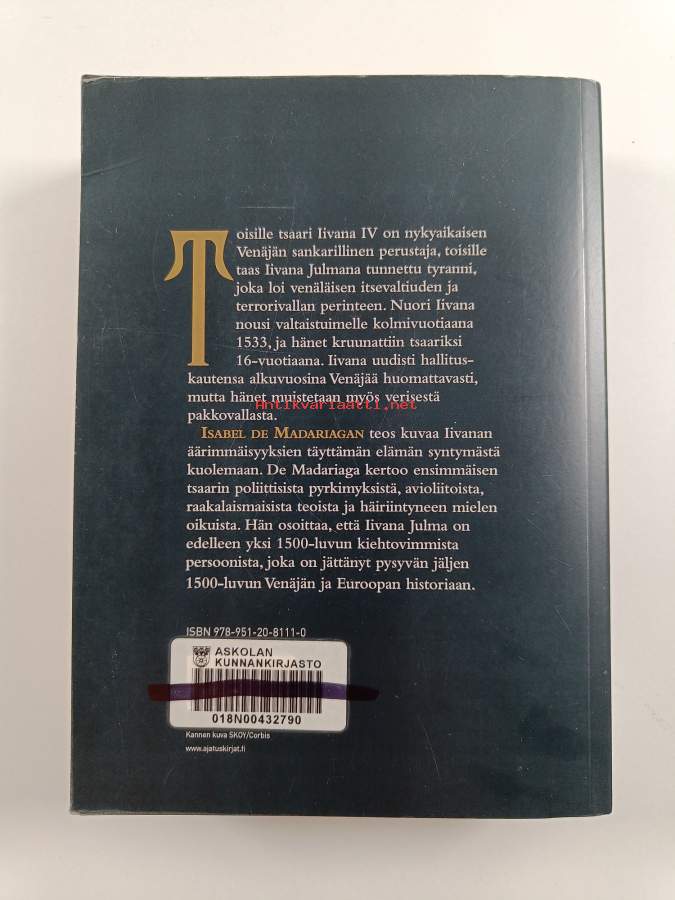 Toisille tsaari Iivana IV on nykyaikaisen
Venäjän sankarillinen perustaja, toisille
taas Iivana Julmana tunnettu tyranni,
joka loi venäläisen itsevaltiuden ja
terrorivallan perinteen. Nuori Iivana
nousi valtaistuimelle kolmivuotiaana
1533, ja hänet kruunattiin tsaariksi
16-vuotiaana. Iivana uudisti hallitus-
kautensa alkuvuosina Venäjää huomattavasti,
mutta hänet muistetaan myös verisestä
Antikvariaatti.net
pakkovallasta.
ISABEL DE MADARIAGAN teos kuvaa Iivanan
äärimmäisyyksien täyttämän elämän syntymästä
kuolemaan. De Madariaga kertoo ensimmäisen
tsaarin poliittisista pyrkimyksistä, avioliitoista,
raakalaismaisista teoista ja häiriintyneen mielen
oikuista. Hän osoittaa, että Iivana Julma on
edelleen yksi 1500-luvun kiehtovimmista
persoonista, joka on jättänyt pysyvän jäljen
1500-luvun Venäjän ja Euroopan historiaan.
ISBN 978-951-20-8111-0
ASKOLAN
KUNNANKIRJASTO
018N00432790
Kannen kuva SKOY/Corbis
www.ajatuskirjat.fi